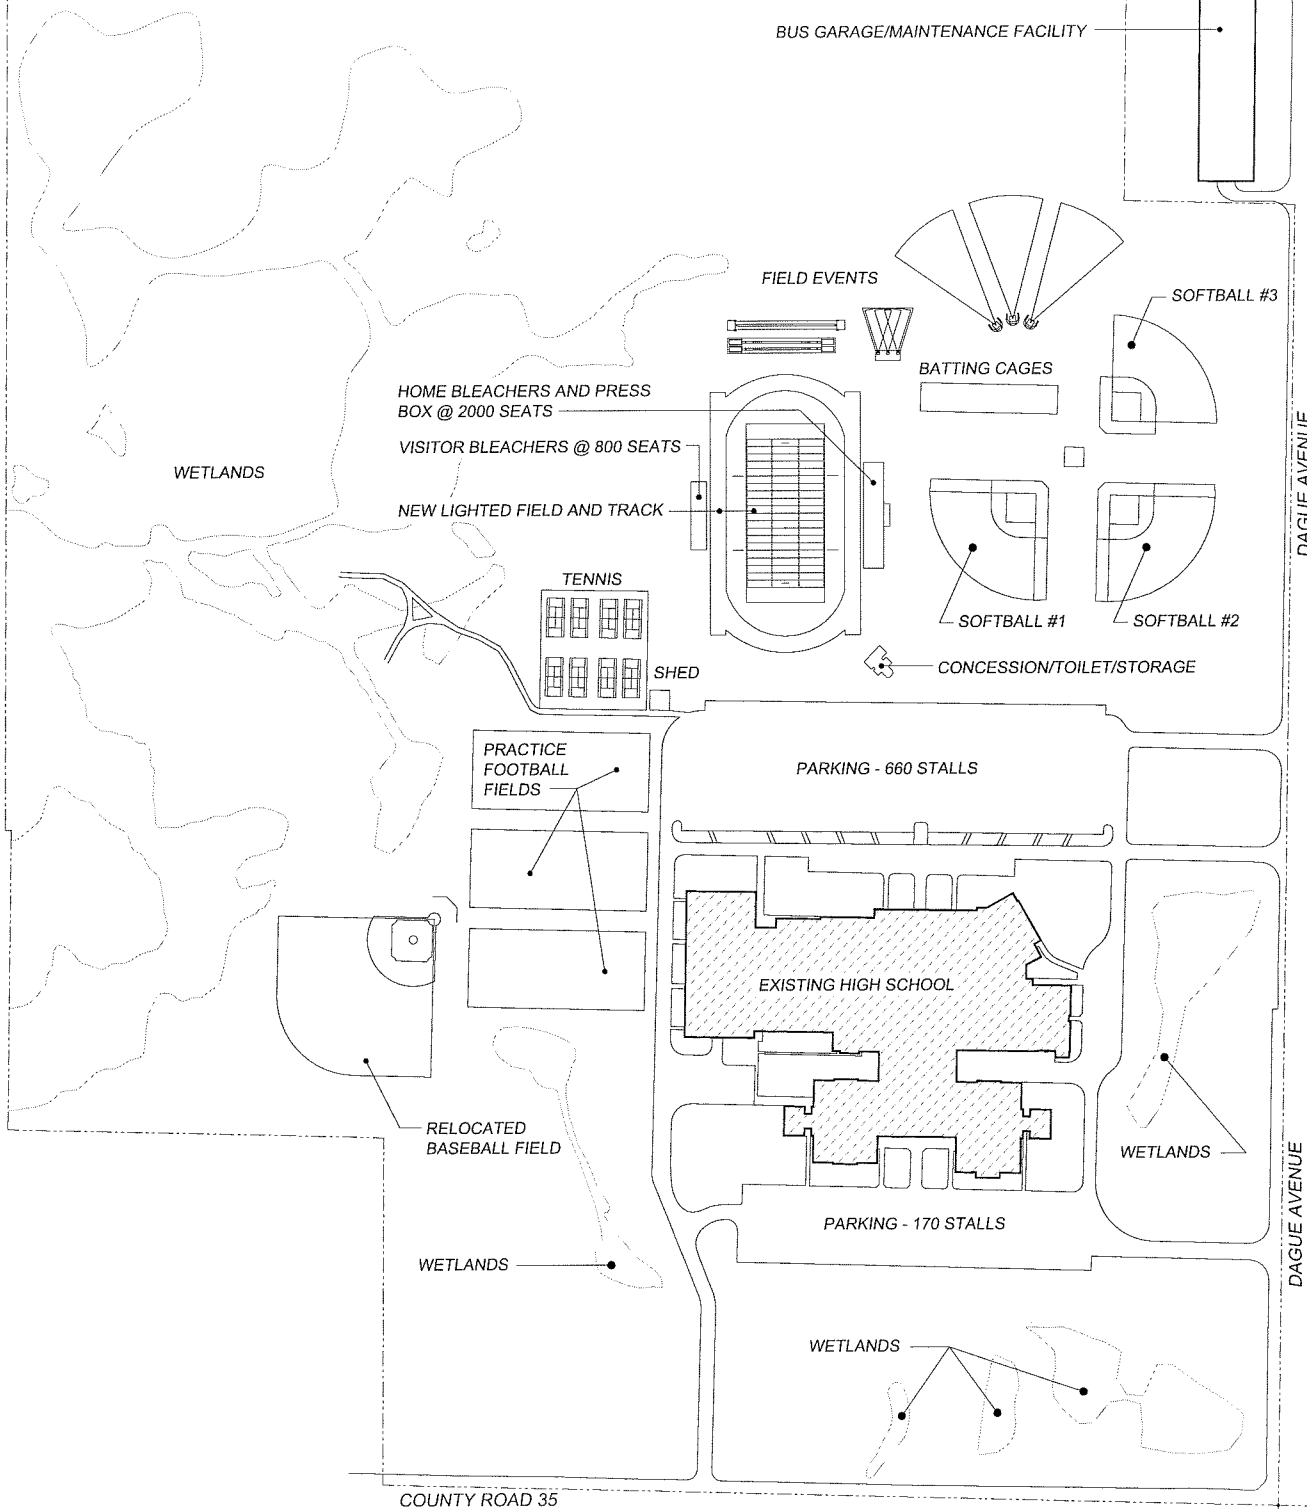 BUS GARAGE/MAINTENANCE FACILITY
FIELD EVENTS
SOFTBALL #3
BATTING CAGES
HOME BLEACHERS AND PRESS
BOX @ 2000 SEATS
VISITOR BLEACHERS @ 800 SEATS
WETLANDS
NEW LIGHTED FIELD AND TRACK
DAGUE AVENUE
TENNIS
SOFTBALL #1
SOFTBALL #2
CONCESSION/TOILET/STORAGE
SHED
PRACTICE
FOOTBALL
FIELDS
PARKING - 660 STALLS
EXISTING HIGH SCHOOL
RELOCATED
BASEBALL FIELD
WETLANDS
PARKING - 170 STALLS
DAGUE AVENUE
WETLANDS
WETLANDS
COUNTY ROAD 35